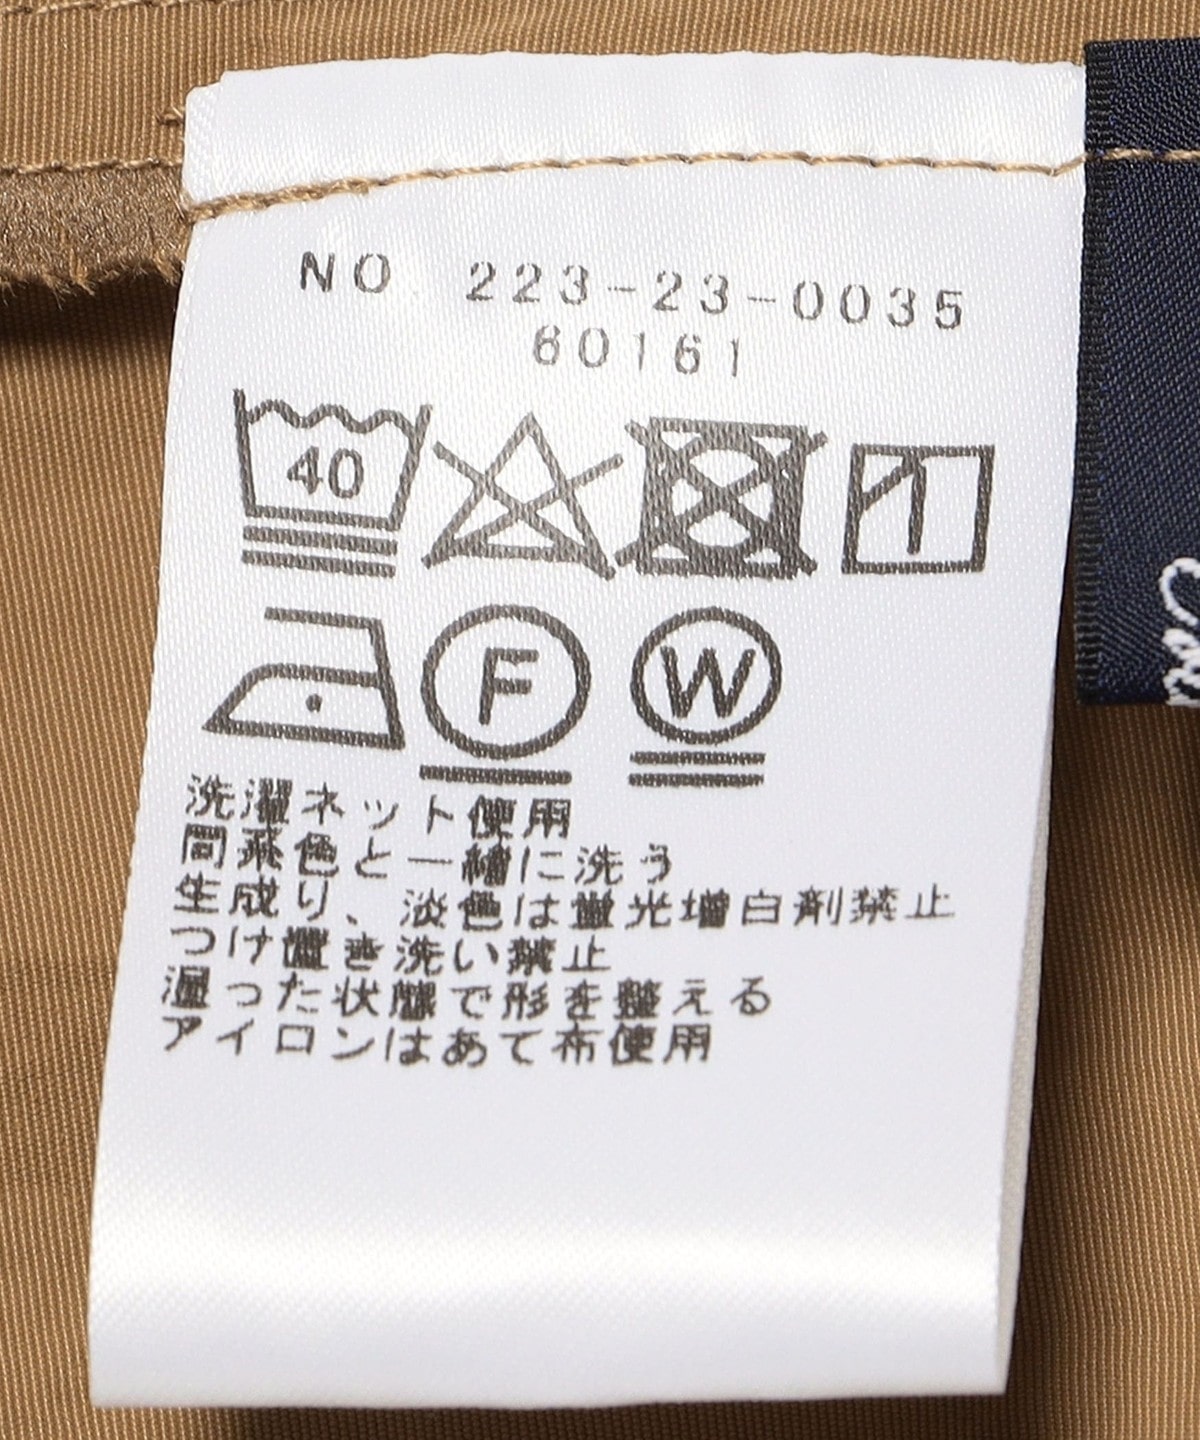 NO 223-23-0035
60161
40
F
W
洗濯ネット使用
同系色と一緒に洗う
生成り、淡色は蛍光増白剤禁止
つけ置き洗い禁止
湿った状態で形を整える
アイロンはあて布使用